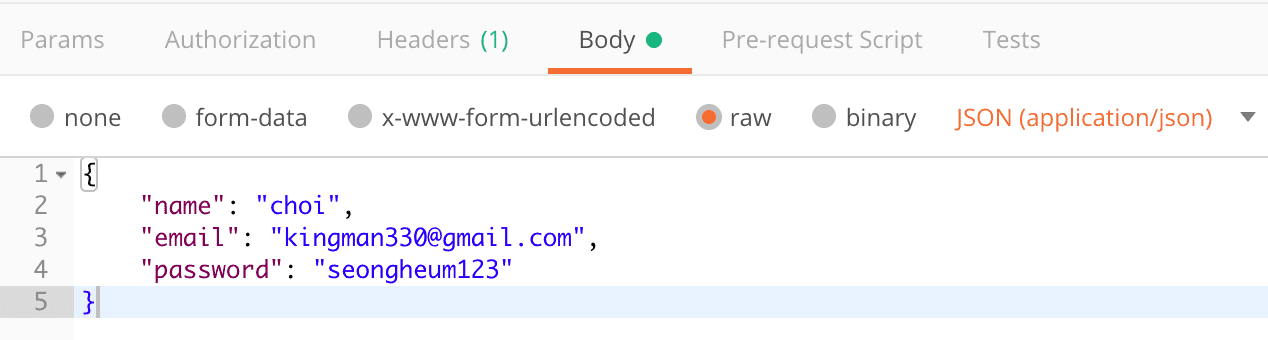 Params Authorization Headers (1) Body Pre-request Script Tests
none form-data x-www-form-urlencoded raw binary JSON (application/json)
1 {
2 "name": "choi",
3 "email": "kingman330@gmail.com",
4 "password": "seongheum123"
5 }